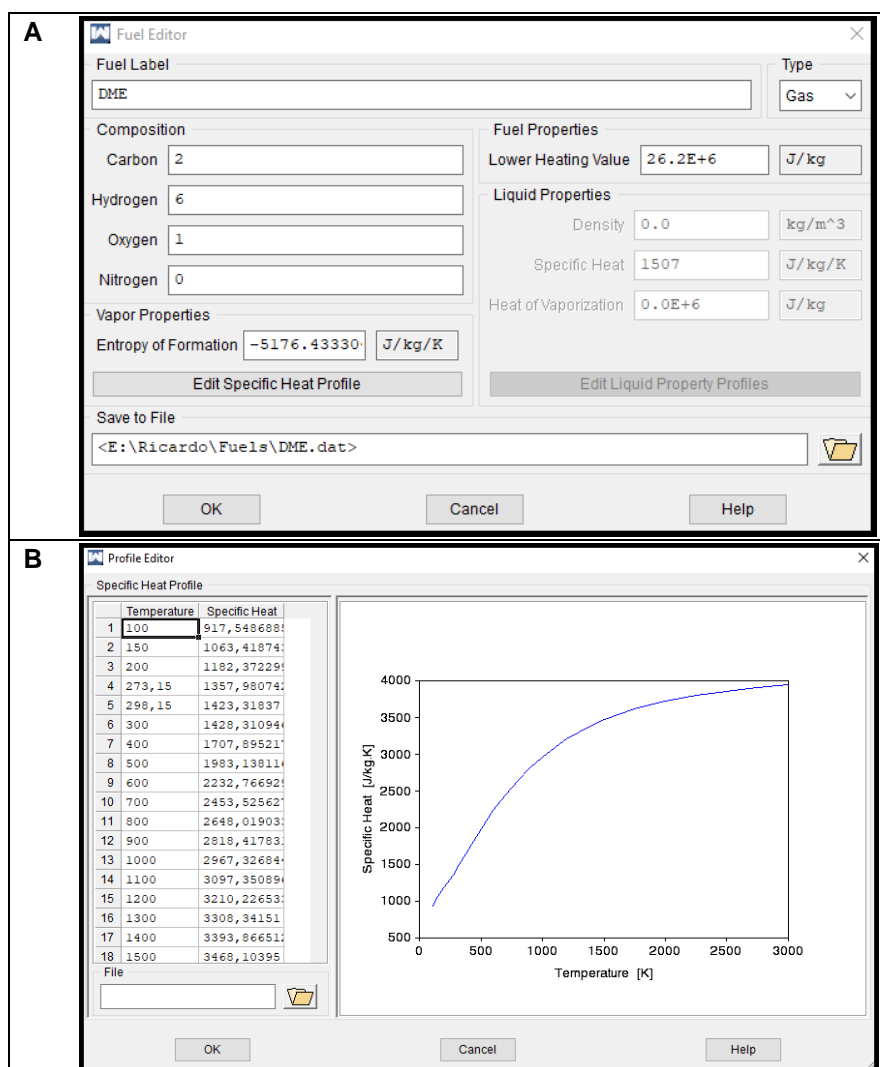 A
Fuel Editor
Fuel Label
Type
DME
Gas
Composition
Fuel Properties
Carbon 2
Lower Heating Value 26.2E+6 J/kg
Hydrogen 6
Liquid Properties
Density 0.0 kg/m^3
Oxygen 1
Specific Heat 1507 J/kg/K
Nitrogen 0
Heat of Vaporization 0.0E+6 J/kg
Vapor Properties
Entropy of Formation -5176.43330 J/kg/K
Edit Specific Heat Profile
Edit Liquid Property Profiles
Save to File
<E:\Ricardo\Fuels\DME.dat>
OK Cancel Help
B
Profile Editor
Specific Heat Profile
Temperature Specific Heat
1 100 917,548688
2 150 1063,41874
3 200 1182,37229
4 273,15 1357,98074
5 298,15 1423,31837
6 300 1428,31094
7 400 1707,89521
8 500 1983,13811
9 600 2232,76692
10 700 2453,52562
11 800 2648,01903
12 900 2818,41783
13 1000 2967,32684
14 1100 3097,35089
15 1200 3210,22653
16 1300 3308,34151
17 1400 3393,86651
18 1500 3468,10395
File
4000
3500
3000
2500
2000
1500
1000
500
Specific Heat [J/kg.K]
0 500 1000 1500 2000 2500 3000
Temperature [K]
OK Cancel Help